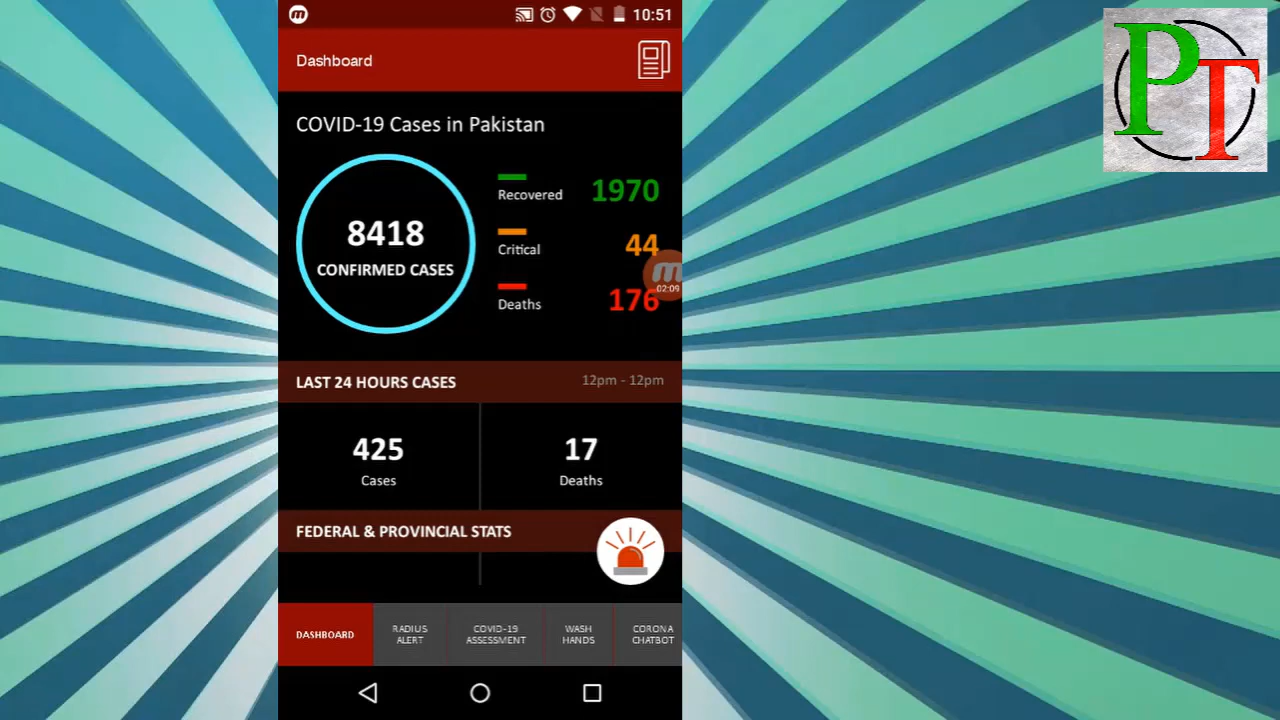 m
10:51
Dashboard
COVID-19 Cases in Pakistan
8418
CONFIRMED CASES
Recovered
1970
Critical
44
Deaths
176
m
02:09
LAST 24 HOURS CASES
12pm - 12pm
425
Cases
17
Deaths
FEDERAL & PROVINCIAL STATS
DASHBOARD
RADIUS
ALERT
COVID-19
ASSESSMENT
WASH
HANDS
CORONA
CHATBOT
PT